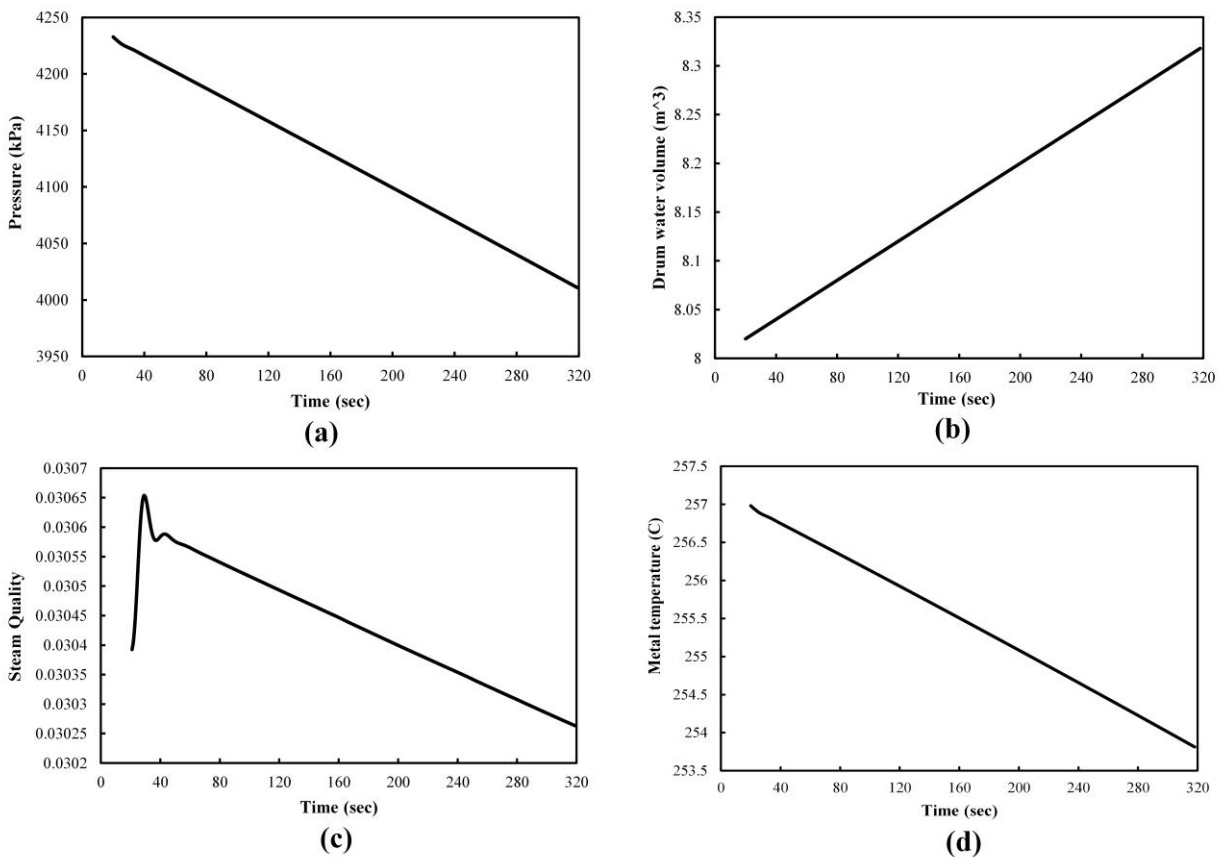 4250
4200
4150
4100
4050
4000
3950
Pressure (kPa)
0 40 80 120 160 200 240 280 320
Time (sec)
(a)
8.35
8.3
8.25
8.2
8.15
8.1
8.05
8
Drum water volume (m^3)
0 40 80 120 160 200 240 280 320
Time (sec)
(b)
0.0307
0.03065
0.0306
0.03055
0.0305
0.03045
0.0304
0.03035
0.0303
0.03025
0.0302
Steam Quality
0 40 80 120 160 200 240 280 320
Time (sec)
(c)
257.5
257
256.5
256
255.5
255
254.5
254
253.5
Metal temperature (C)
0 40 80 120 160 200 240 280 320
Time (sec)
(d)